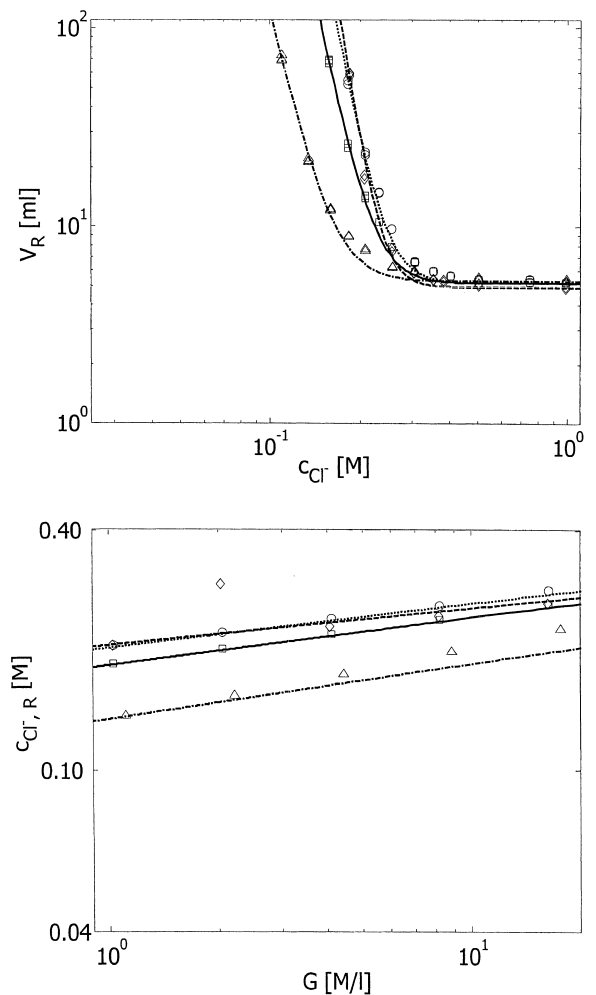 10²
10¹
10⁰
V_R [ml]
10⁻¹
10⁰
c_Cl⁻ [M]
0.40
0.10
0.04
c_Cl⁻, R [M]
10⁰
10¹
G [M/l]